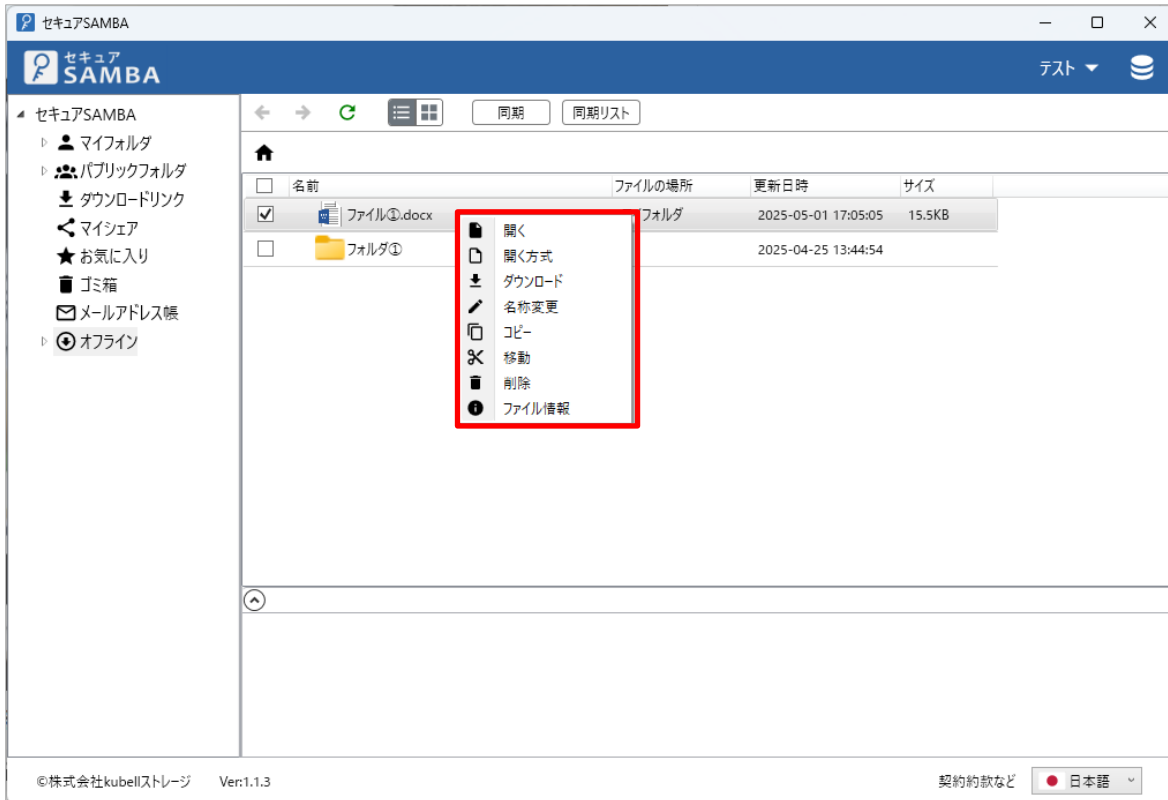 セキュアSAMBA
セキュア
SAMBA
テスト
セキュアSAMBA
マイフォルダ
パブリックフォルダ
ダウンロードリンク
マイシェア
お気に入り
ゴミ箱
メールアドレス帳
オフライン
同期 同期リスト
名前 ファイルの場所 更新日時 サイズ
ファイル①.docx フォルダ 2025-05-01 17:05:05 15.5KB
フォルダ① 2025-04-25 13:44:54
開く
開く方式
ダウンロード
名称変更
コピー
移動
削除
ファイル情報
©株式会社kubellストレージ Ver:1.1.3 契約約款など 日本語